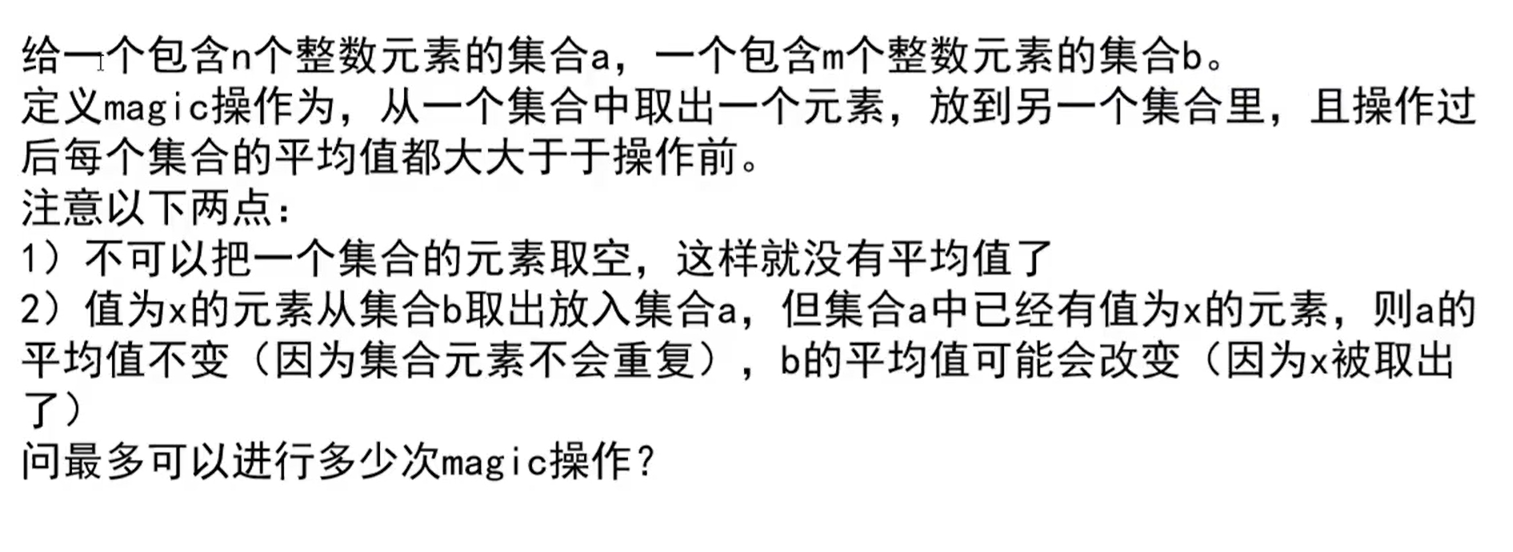 给一个包含n个整数元素的集合a，一个包含m个整数元素的集合b。
定义magic操作为，从一个集合中取出一个元素，放到另一个集合里，且操作过
后每个集合的平均值都大大于于操作前。
注意以下两点：
1）不可以把一个集合的元素取空，这样就没有平均值了
2）值为x的元素从集合b取出放入集合a，但集合a中已经有值为x的元素，则a的
平均值不变（因为集合元素不会重复），b的平均值可能会改变（因为x被取出
了）
问最多可以进行多少次magic操作？